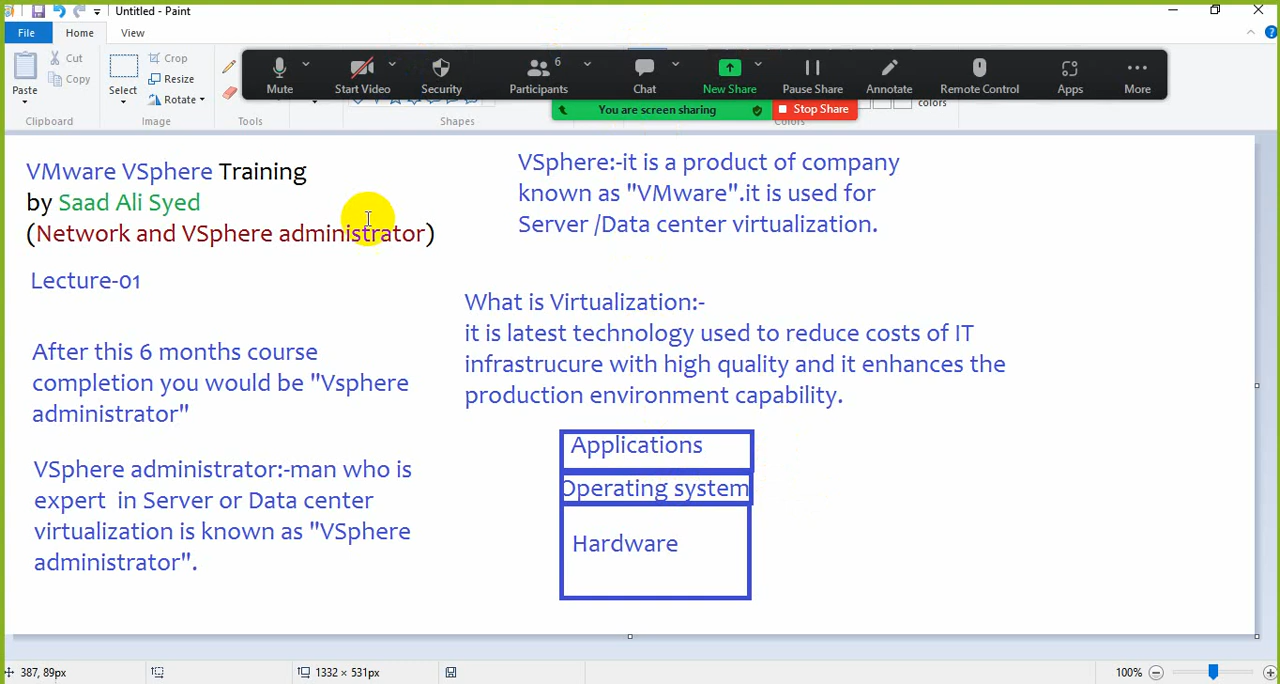 Untitled - Paint
File
Home
View
Paste
Cut
Copy
Clipboard
Select
Crop
Resize
Rotate
Image
Tools
Shapes
colors
Colors
Mute
Start Video
Security
6
Participants
Chat
New Share
Pause Share
Annotate
Remote Control
Apps
More
You are screen sharing
Stop Share
VMware VSphere Training
by Saad Ali Syed
(Network and VSphere administrator)
Lecture-01
After this 6 months course
completion you would be "Vsphere
administrator"
VSphere administrator:-man who is
expert in Server or Data center
virtualization is known as "VSphere
administrator".
VSphere:-it is a product of company
known as "VMware".it is used for
Server /Data center virtualization.
What is Virtualization:-
it is latest technology used to reduce costs of IT
infrastrucure with high quality and it enhances the
production environment capability.
Applications
Operating system
Hardware
387, 89px
1332 × 531px
100%